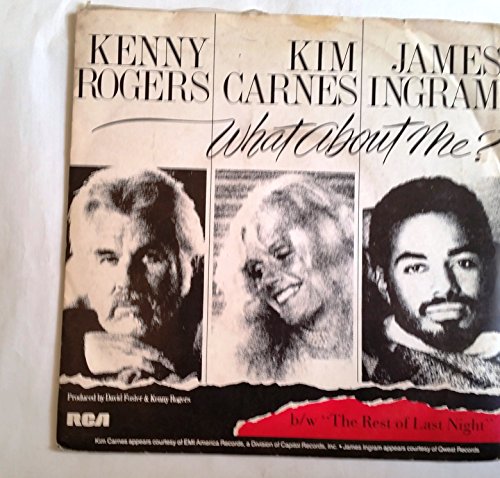 KENNY ROGERS
KIM CARNES
JAMES INGRAM
What About Me?
Produced by David Foster & Kenny Rogers
RCA
b/w "The Rest of Last Night"
Kim Carnes appears courtesy of EMI America Records, a Division of Capitol Records, Inc. • James Ingram appears courtesy of Qwest Records